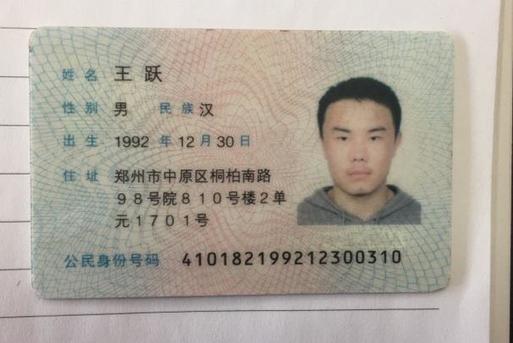 姓名 王跃
性别 男 民族 汉
出生 1992 年 12 月 30 日
住址 郑州市中原区桐柏南路
98号院810号楼2单
元1701号
公民身份号码 410182199212300310